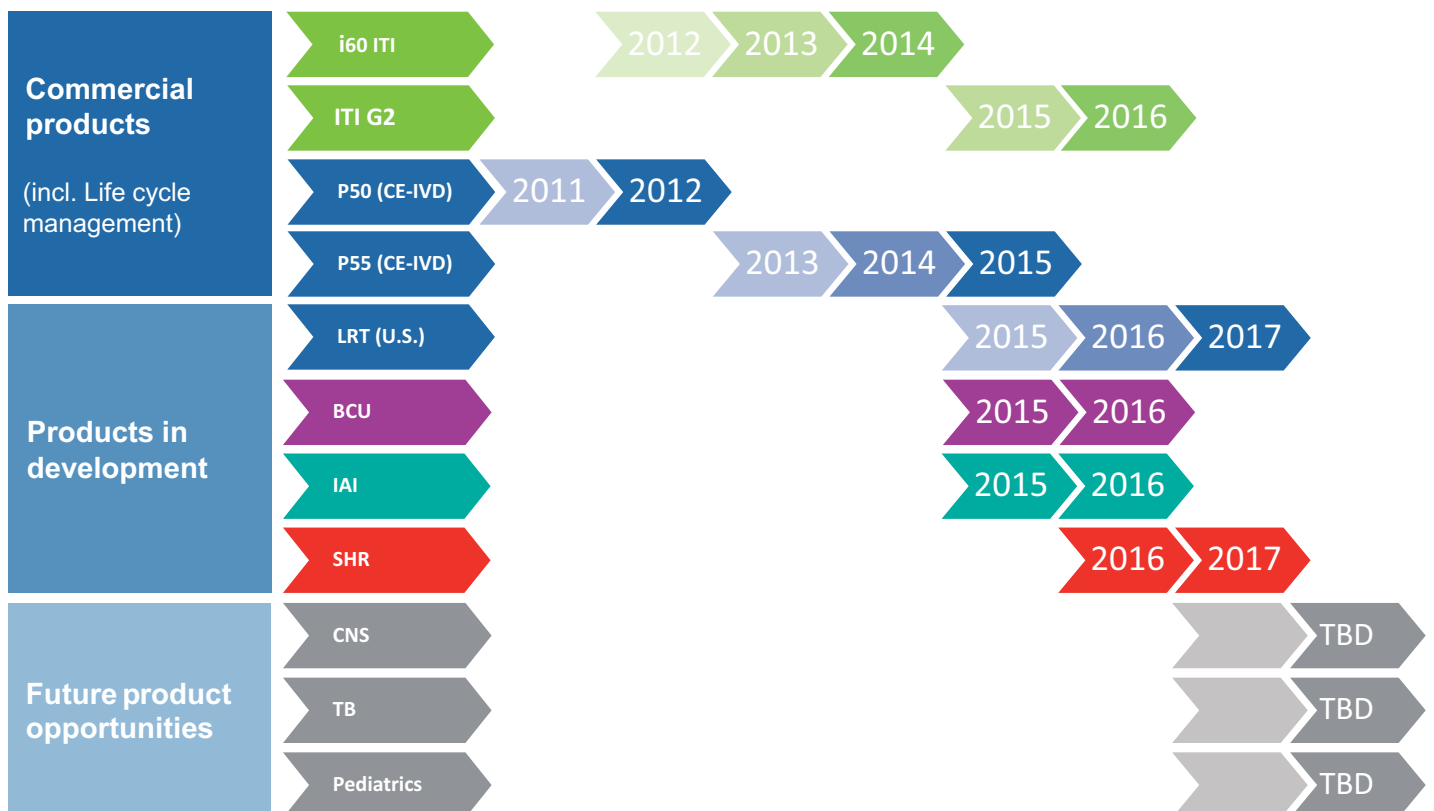 Commercial
products
(incl. Life cycle
management)
i60 ITI 2012 2013 2014
ITI G2 2015 2016
P50 (CE-IVD) 2011 2012
P55 (CE-IVD) 2013 2014 2015
Products in
development
LRT (U.S.) 2015 2016 2017
BCU 2015 2016
IAI 2015 2016
SHR 2016 2017
Future product
opportunities
CNS TBD
TB TBD
Pediatrics TBD